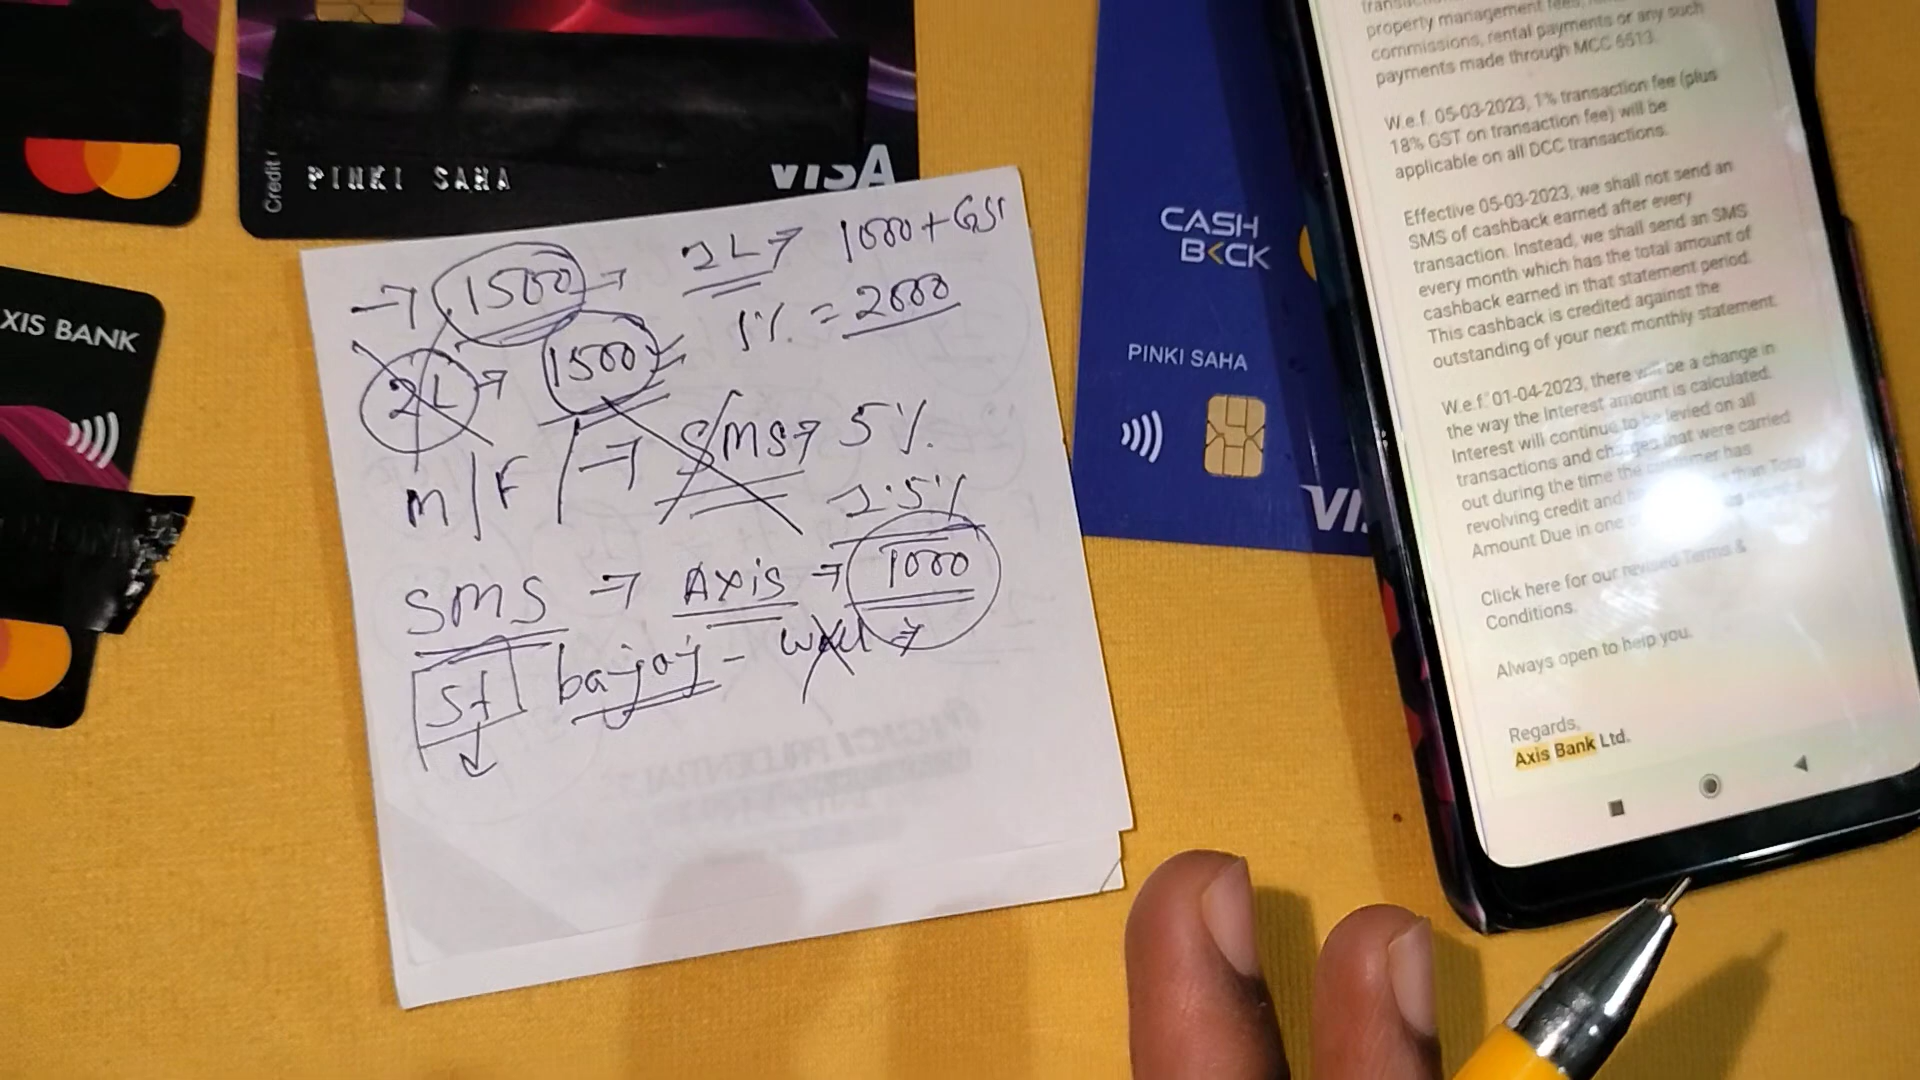 XIS BANK
Credit
PINKI SAHA
VISA
→ 1500 → 2L → 1000 + GST
1% = 2000
2L → 1500
M/F/ → SMS → 5%.
2.5%
SMS → AXiS → 1000
bajaj -
CASH
B<CK
PINKI SAHA
property management fees,
commissions, rental payments or any such
payments made through MCC 6513.
W.e.f. 05-03-2023, 1% transaction fee (plus
18% GST on transaction fee) will be
applicable on all DCC transactions.
Effective 05-03-2023, we shall not send an
SMS of cashback earned after every
transaction. Instead, we shall send an SMS
every month which has the total amount of
cashback earned in that statement period.
This cashback is credited against the
outstanding of your next monthly statement.
W.e.f. 01-04-2023, there will be a change in
the way the Interest amount is calculated.
Interest will continue to be levied on all
transactions and charges that were carried
out during the time the customer has
revolving credit and than Total
Amount Due in one
Click here for our revised Terms &
Conditions.
Always open to help you.
Regards,
Axis Bank Ltd.